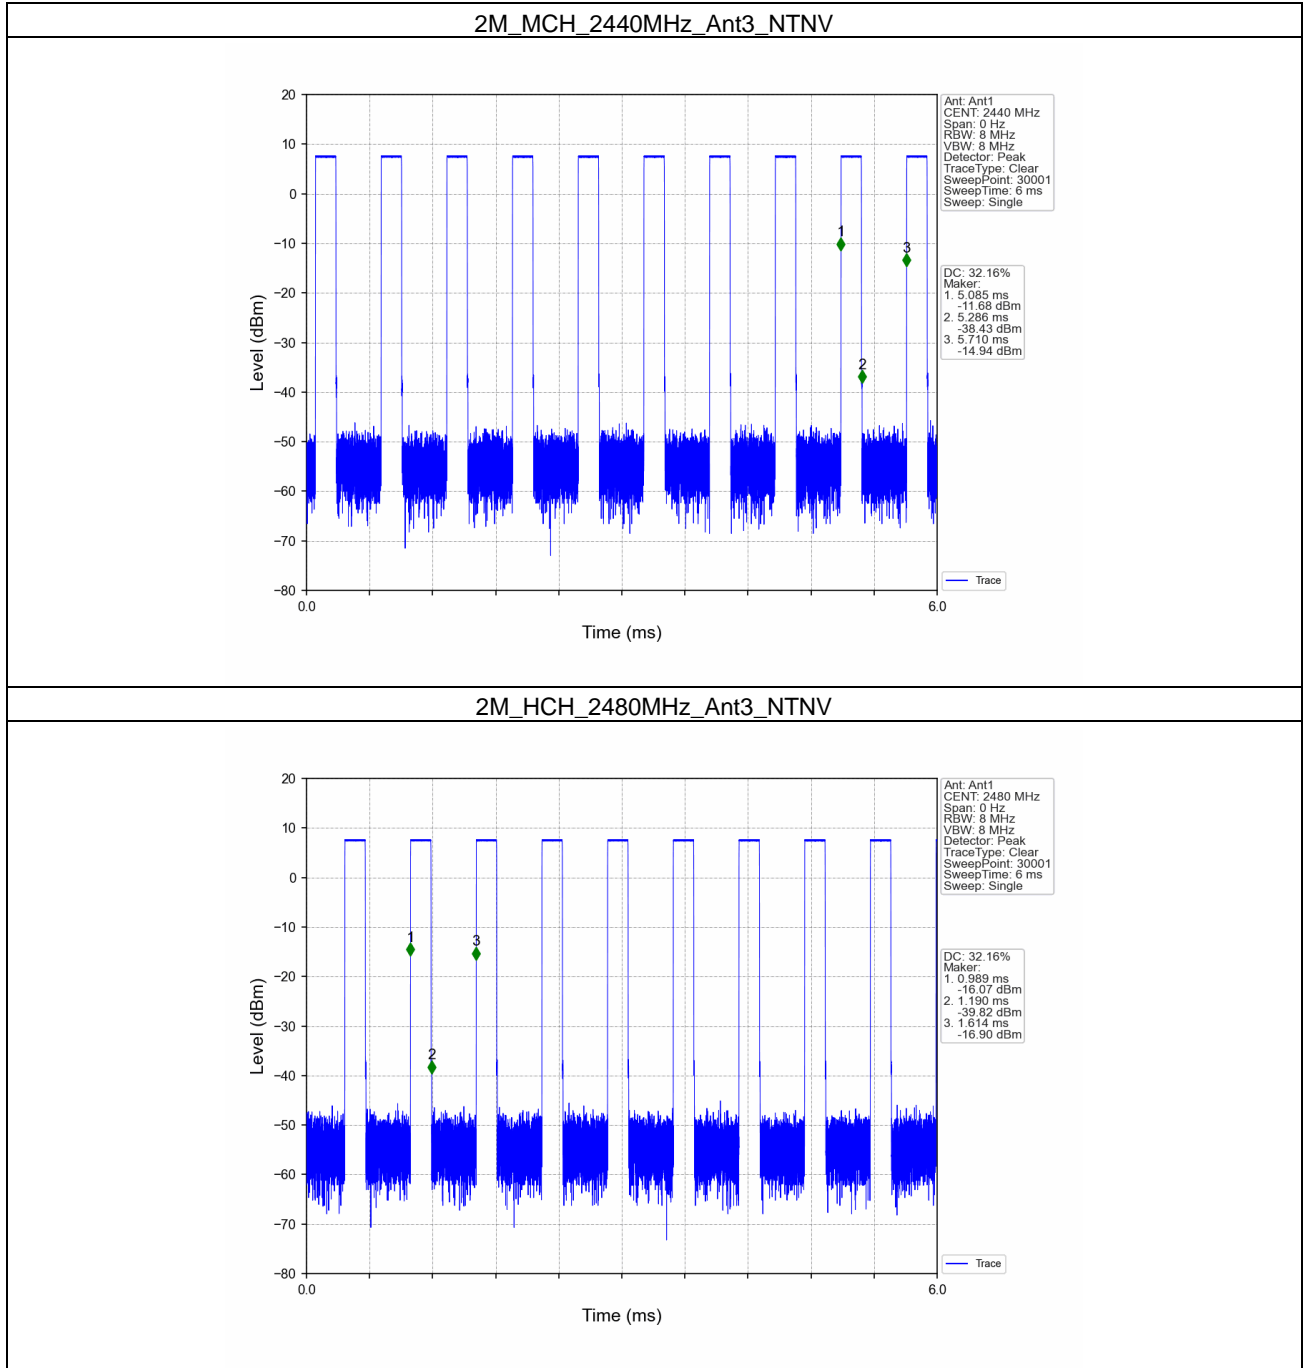 2M_MCH_2440MHz_Ant3_NTNV
20
10
0
−10
−20
−30
−40
−50
−60
−70
−80
Level (dBm)
0.0
6.0
Time (ms)
1
2
3
Ant: Ant1
CENT: 2440 MHz
Span: 0 Hz
RBW: 8 MHz
VBW: 8 MHz
Detector: Peak
TraceType: Clear
SweepPoint: 30001
SweepTime: 6 ms
Sweep: Single
DC: 32.16%
Maker:
1. 5.085 ms
-11.68 dBm
2. 5.286 ms
-38.43 dBm
3. 5.710 ms
-14.94 dBm
Trace
2M_HCH_2480MHz_Ant3_NTNV
20
10
0
−10
−20
−30
−40
−50
−60
−70
−80
Level (dBm)
0.0
6.0
Time (ms)
1
2
3
Ant: Ant1
CENT: 2480 MHz
Span: 0 Hz
RBW: 8 MHz
VBW: 8 MHz
Detector: Peak
TraceType: Clear
SweepPoint: 30001
SweepTime: 6 ms
Sweep: Single
DC: 32.16%
Maker:
1. 0.989 ms
-16.07 dBm
2. 1.190 ms
-39.82 dBm
3. 1.614 ms
-16.90 dBm
Trace